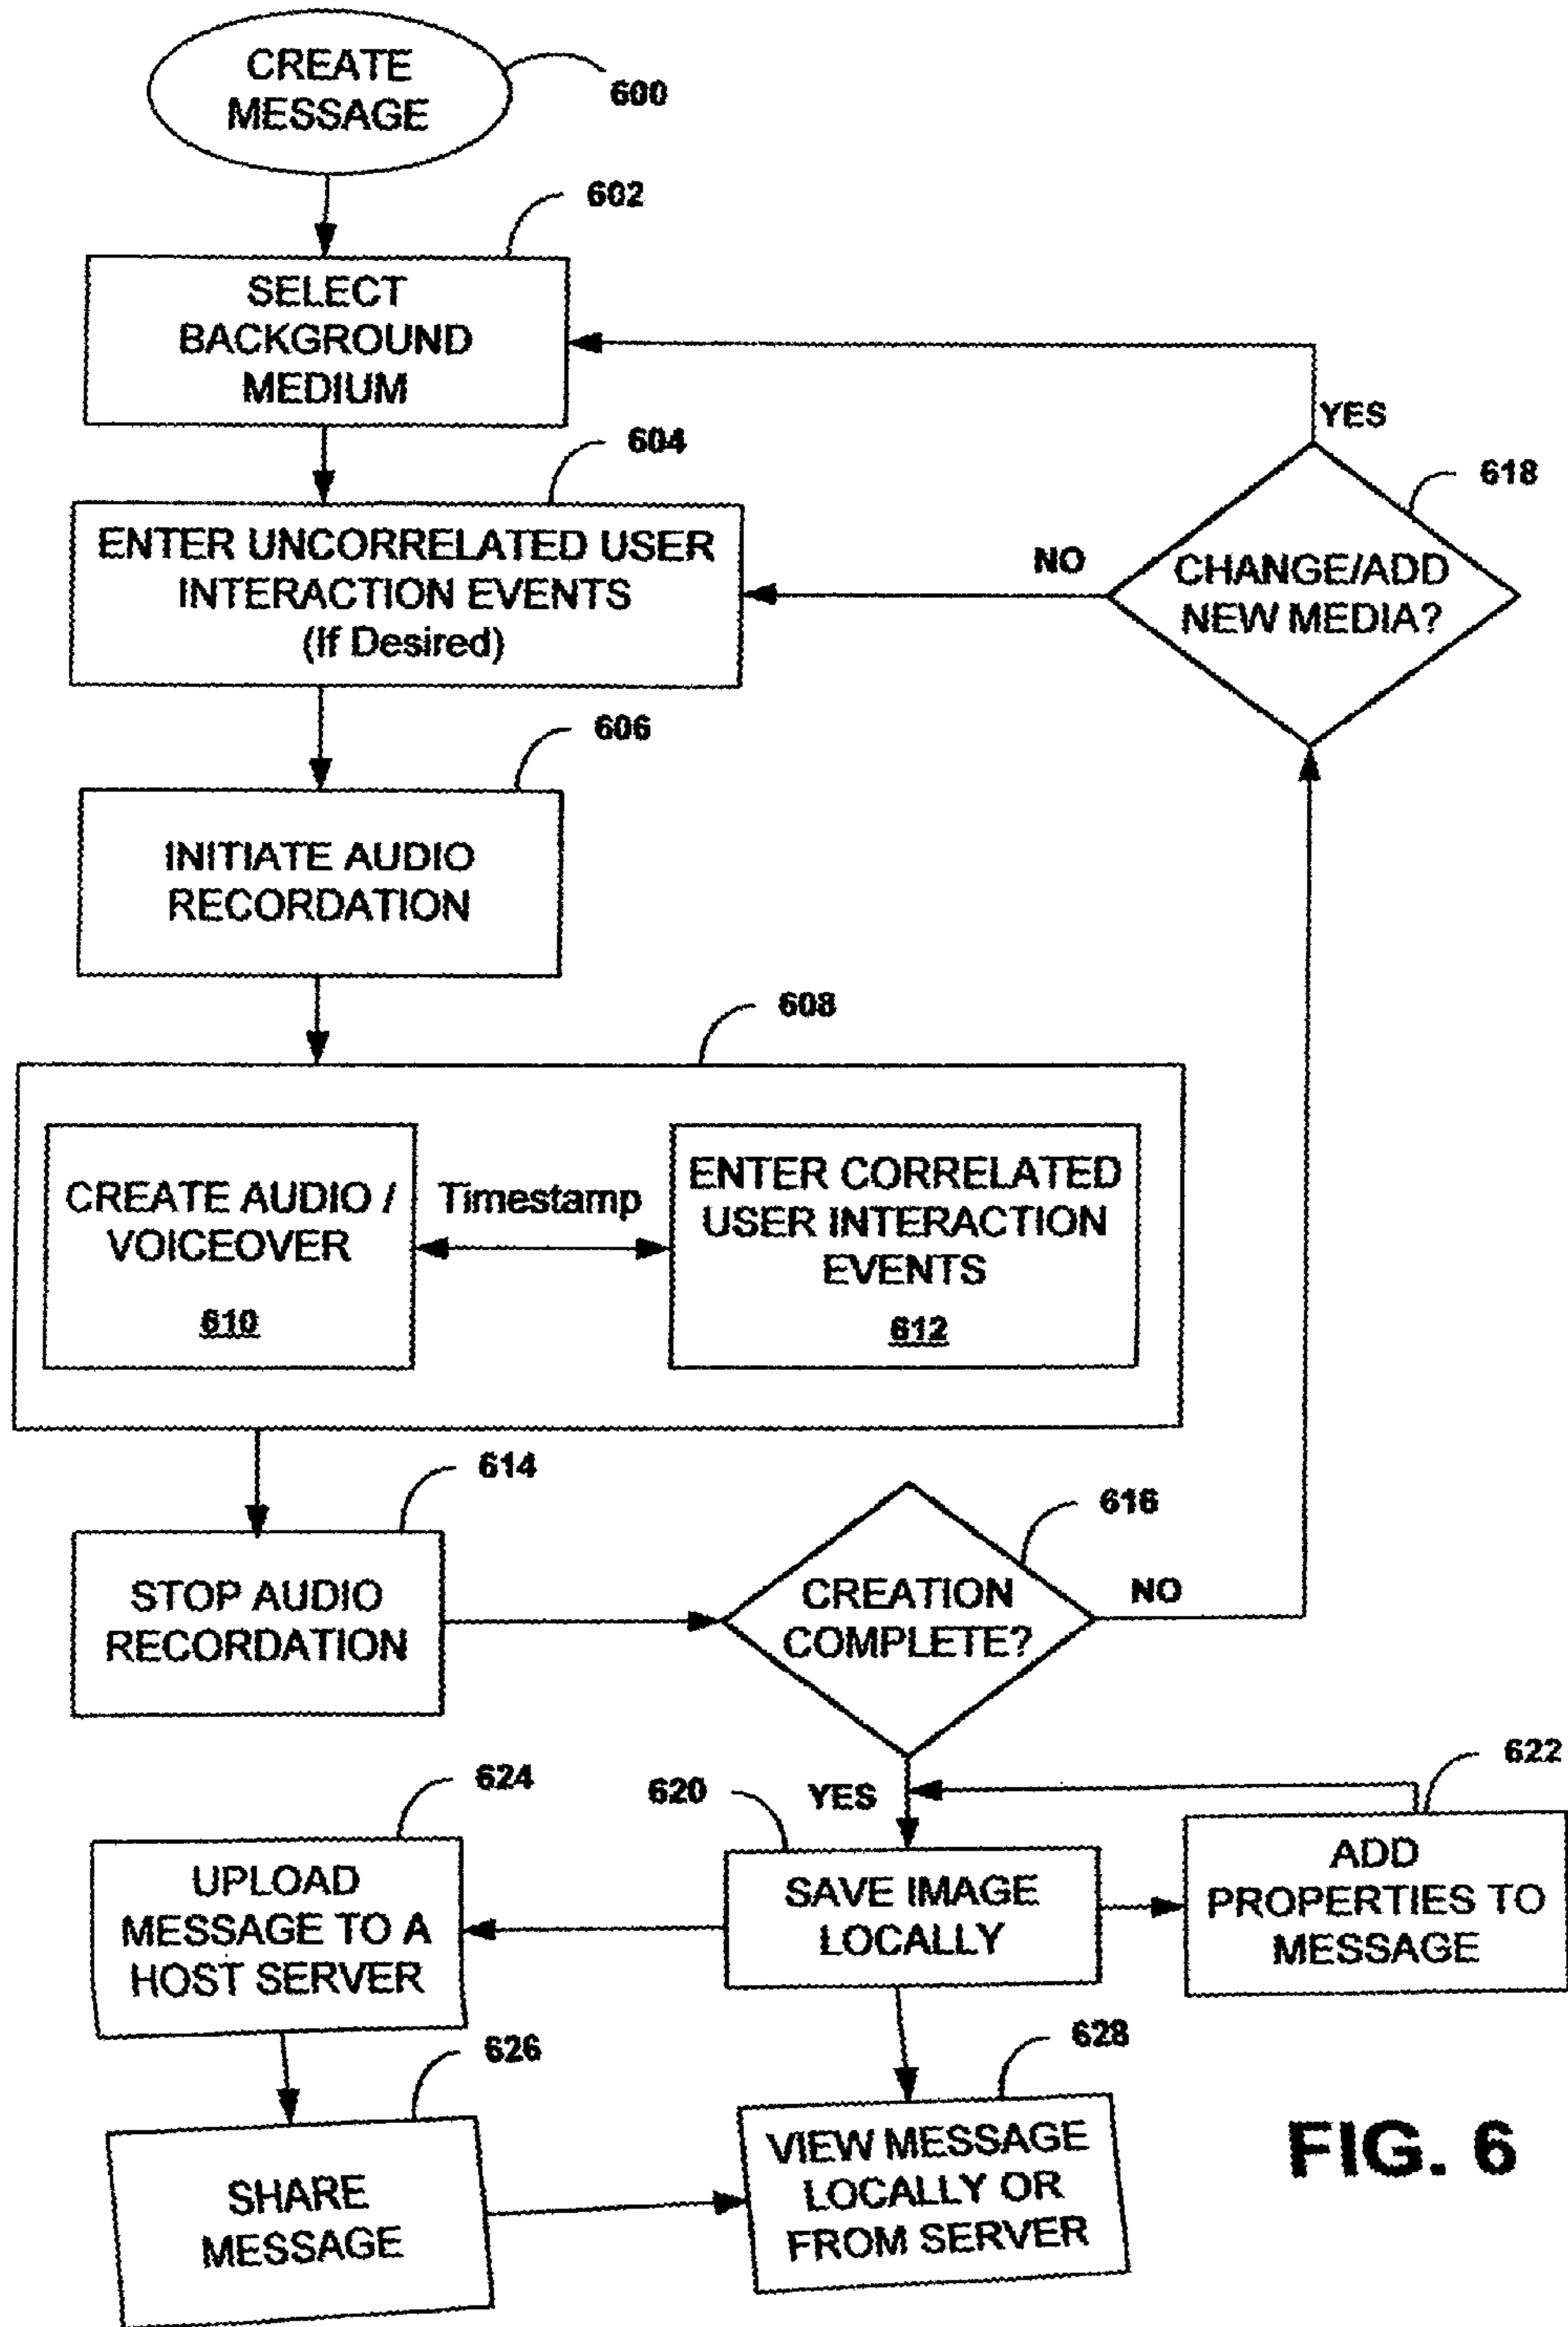 CREATE
MESSAGE
600
602
SELECT
BACKGROUND
MEDIUM
YES
604
618
ENTER UNCORRELATED USER
INTERACTION EVENTS
(If Desired)
NO
CHANGE/ADD
NEW MEDIA?
606
INITIATE AUDIO
RECORDATION
608
CREATE AUDIO /
VOICEOVER
610
Timestamp
ENTER CORRELATED
USER INTERACTION
EVENTS
612
614
616
STOP AUDIO
RECORDATION
CREATION
COMPLETE?
NO
YES
624
620
622
UPLOAD
MESSAGE TO A
HOST SERVER
SAVE IMAGE
LOCALLY
ADD
PROPERTIES TO
MESSAGE
626
628
SHARE
MESSAGE
VIEW MESSAGE
LOCALLY OR
FROM SERVER
FIG. 6